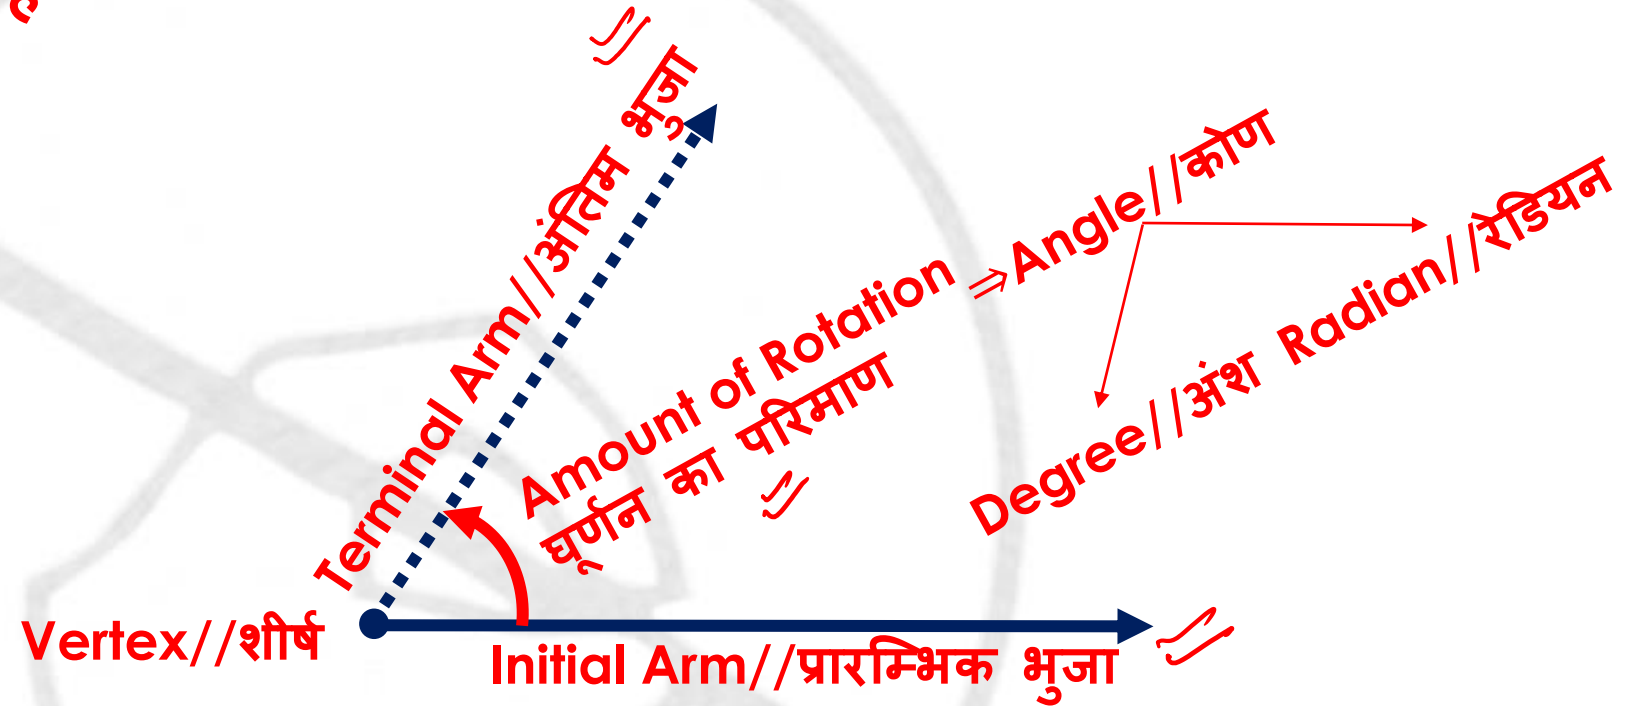 Terminal Arm//अंतिम भुजा
Amount of Rotation ⇒Angle//कोण
घूर्णन का परिमाण
Degree//अंश Radian//रेडियन
Vertex//शीर्ष
Initial Arm//प्रारम्भिक भुजा